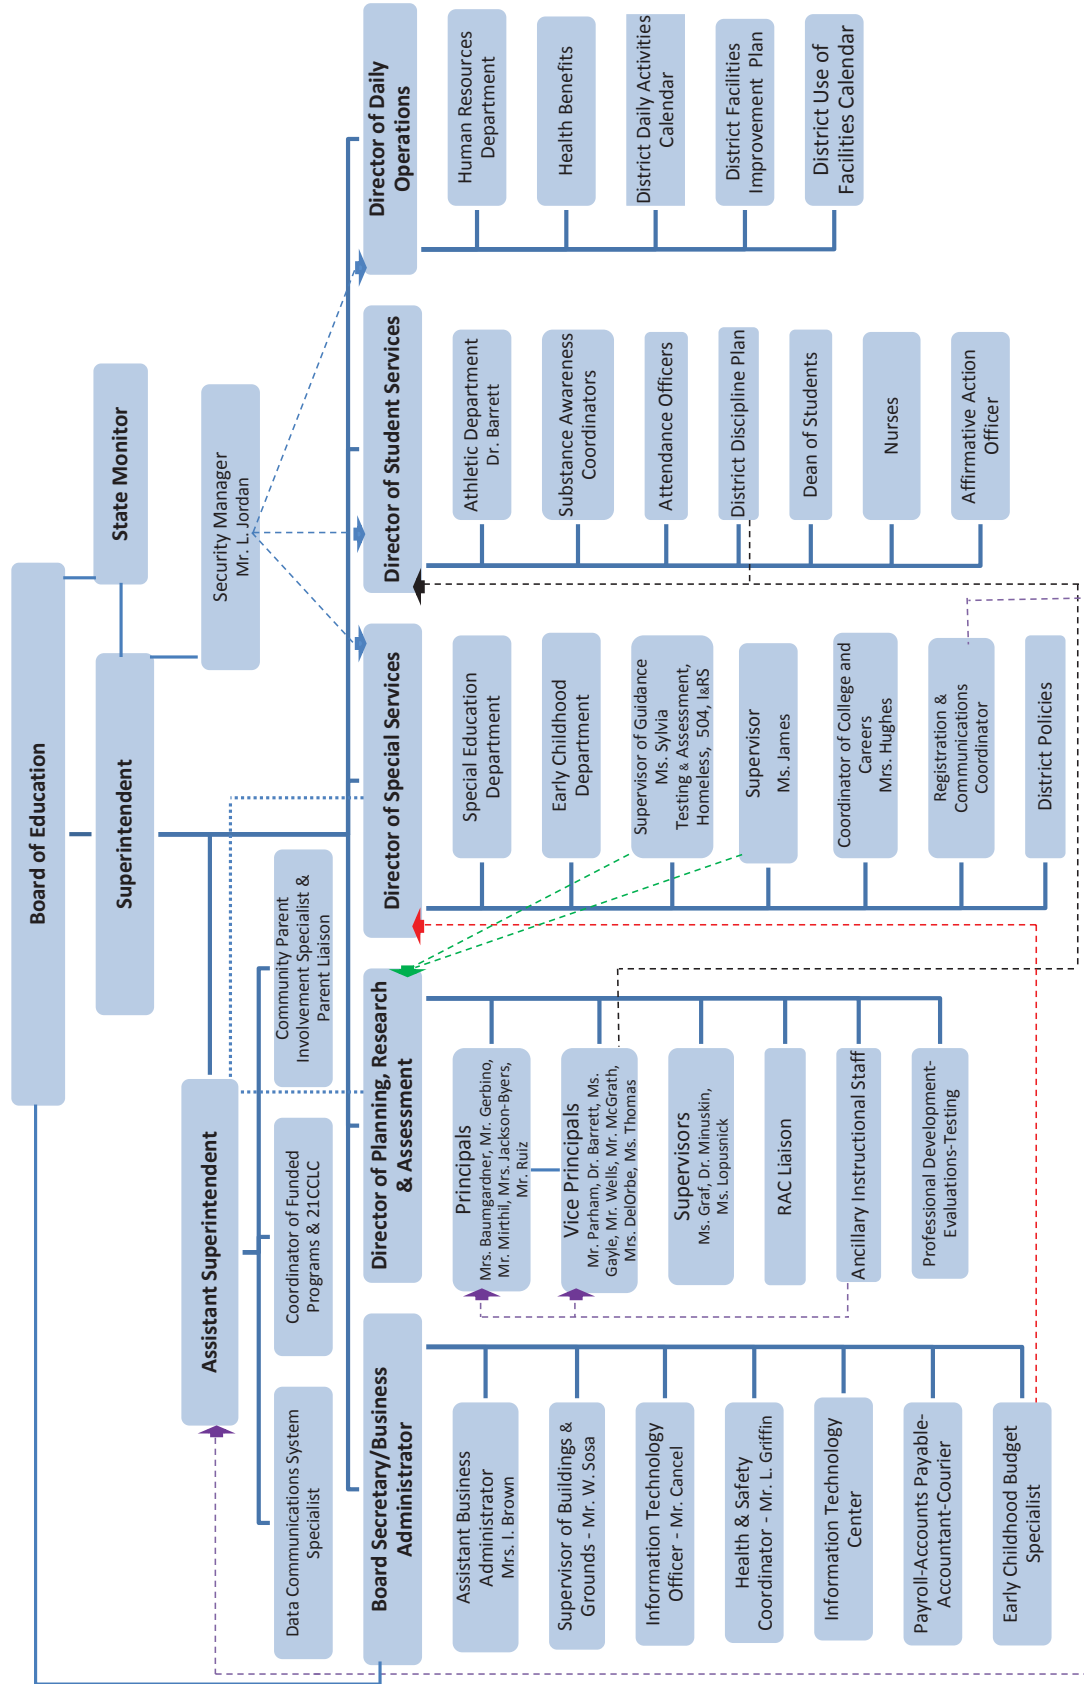 Board of Education
State Monitor
Superintendent
Security Manager
Mr. L. Jordan
Assistant Superintendent
Data Communications System
Specialist
Coordinator of Funded
Programs & 21CCLC
Community Parent
Involvement Specialist &
Parent Liaison
Board Secretary/Business
Administrator
Assistant Business
Administrator
Mrs. I. Brown
Supervisor of Buildings &
Grounds - Mr. W. Sosa
Information Technology
Officer - Mr. Cancel
Health & Safety
Coordinator - Mr. L. Griffin
Information Technology
Center
Payroll-Accounts Payable-
Accountant-Courier
Early Childhood Budget
Specialist
Director of Planning, Research
& Assessment
Principals
Mrs. Baumgardner, Mr. Gerbino,
Mr. Mirthil, Mrs. Jackson-Byers,
Mr. Ruiz
Vice Principals
Mr. Parham, Dr. Barrett, Ms.
Gayle, Mr. Wells, Mr. McGrath,
Mrs. DelOrbe, Ms. Thomas
Supervisors
Ms. Graf, Dr. Minuskin,
Ms. Lopusnick
RAC Liaison
Ancillary Instructional Staff
Professional Development-
Evaluations-Testing
Director of Special Services
Special Education
Department
Early Childhood
Department
Supervisor of Guidance
Ms. Sylvia
Testing & Assessment,
Homeless, 504, I&RS
Supervisor
Ms. James
Coordinator of College and
Careers
Mrs. Hughes
Registration &
Communications
Coordinator
District Policies
Director of Student Services
Athletic Department
Dr. Barrett
Substance Awareness
Coordinators
Attendance Officers
District Discipline Plan
Dean of Students
Nurses
Affirmative Action
Officer
Director of Daily
Operations
Human Resources
Department
Health Benefits
District Daily Activities
Calendar
District Facilities
Improvement Plan
District Use of
Facilities Calendar